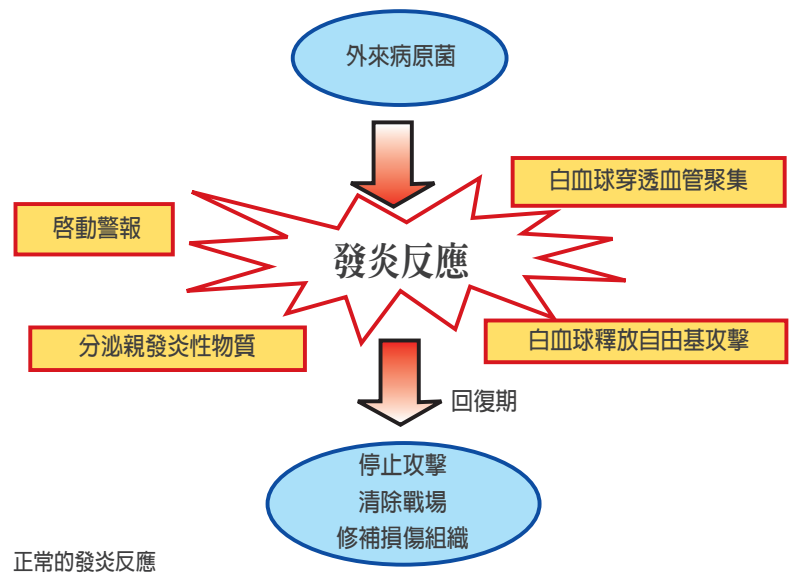 外來病原菌
白血球穿透血管聚集
啓動警報
發炎反應
分泌親發炎性物質
白血球釋放自由基攻擊
回復期
停止攻擊
清除戰場
修補損傷組織
正常的發炎反應